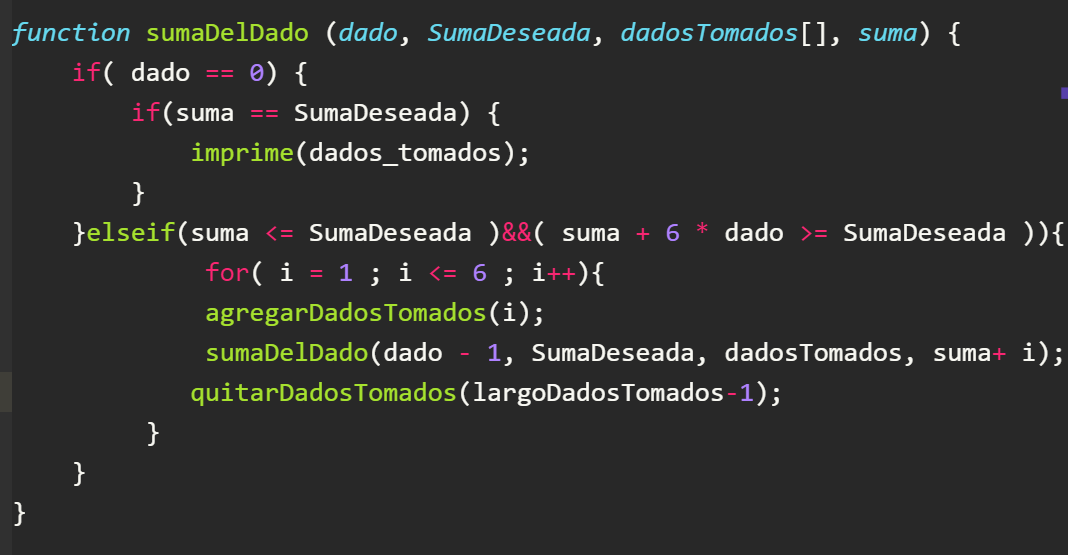 function sumaDelDado (dado, SumaDeseada, dadosTomados[], suma) {
if( dado == 0) {
if(suma == SumaDeseada) {
imprime(dados_tomados);
}
}elseif(suma <= SumaDeseada )&&( suma + 6 * dado >= SumaDeseada )){
for( i = 1 ; i <= 6 ; i++){
agregarDadosTomados(i);
sumaDelDado(dado - 1, SumaDeseada, dadosTomados, suma+ i);
quitarDadosTomados(largoDadosTomados-1);
}
}
}